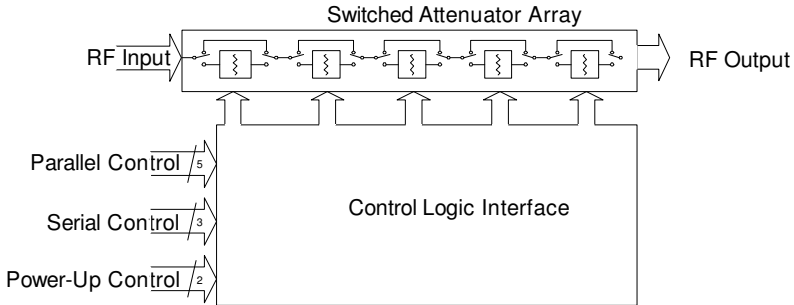 Switched Attenuator Array
RF Input
RF Output
Parallel Control 5
Serial Control 3
Control Logic Interface
Power-Up Control 2